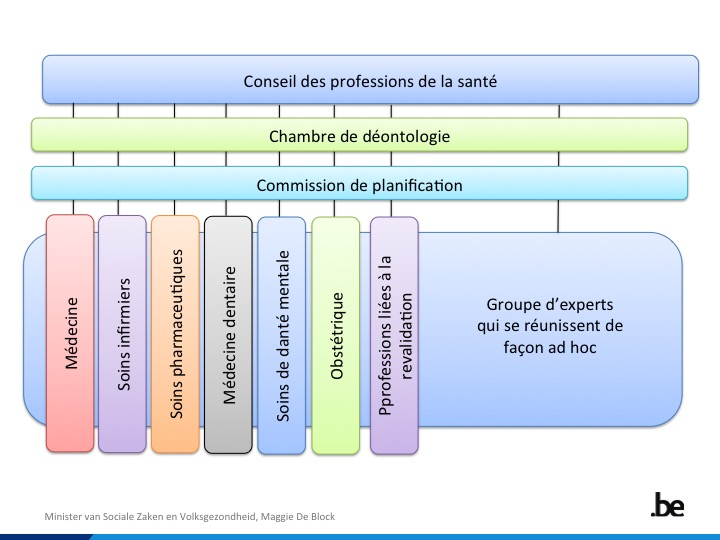 Conseil des professions de la santé
Chambre de déontologie
Commission de planification
Médecine
Soins infirmiers
Soins pharmaceutiques
Médecine dentaire
Soins de danté mentale
Obstétrique
Pprofessions liées à la
revalidation
Groupe d’experts
qui se réunissent de
façon ad hoc
Minister van Sociale Zaken en Volksgezondheid, Maggie De Block
.be